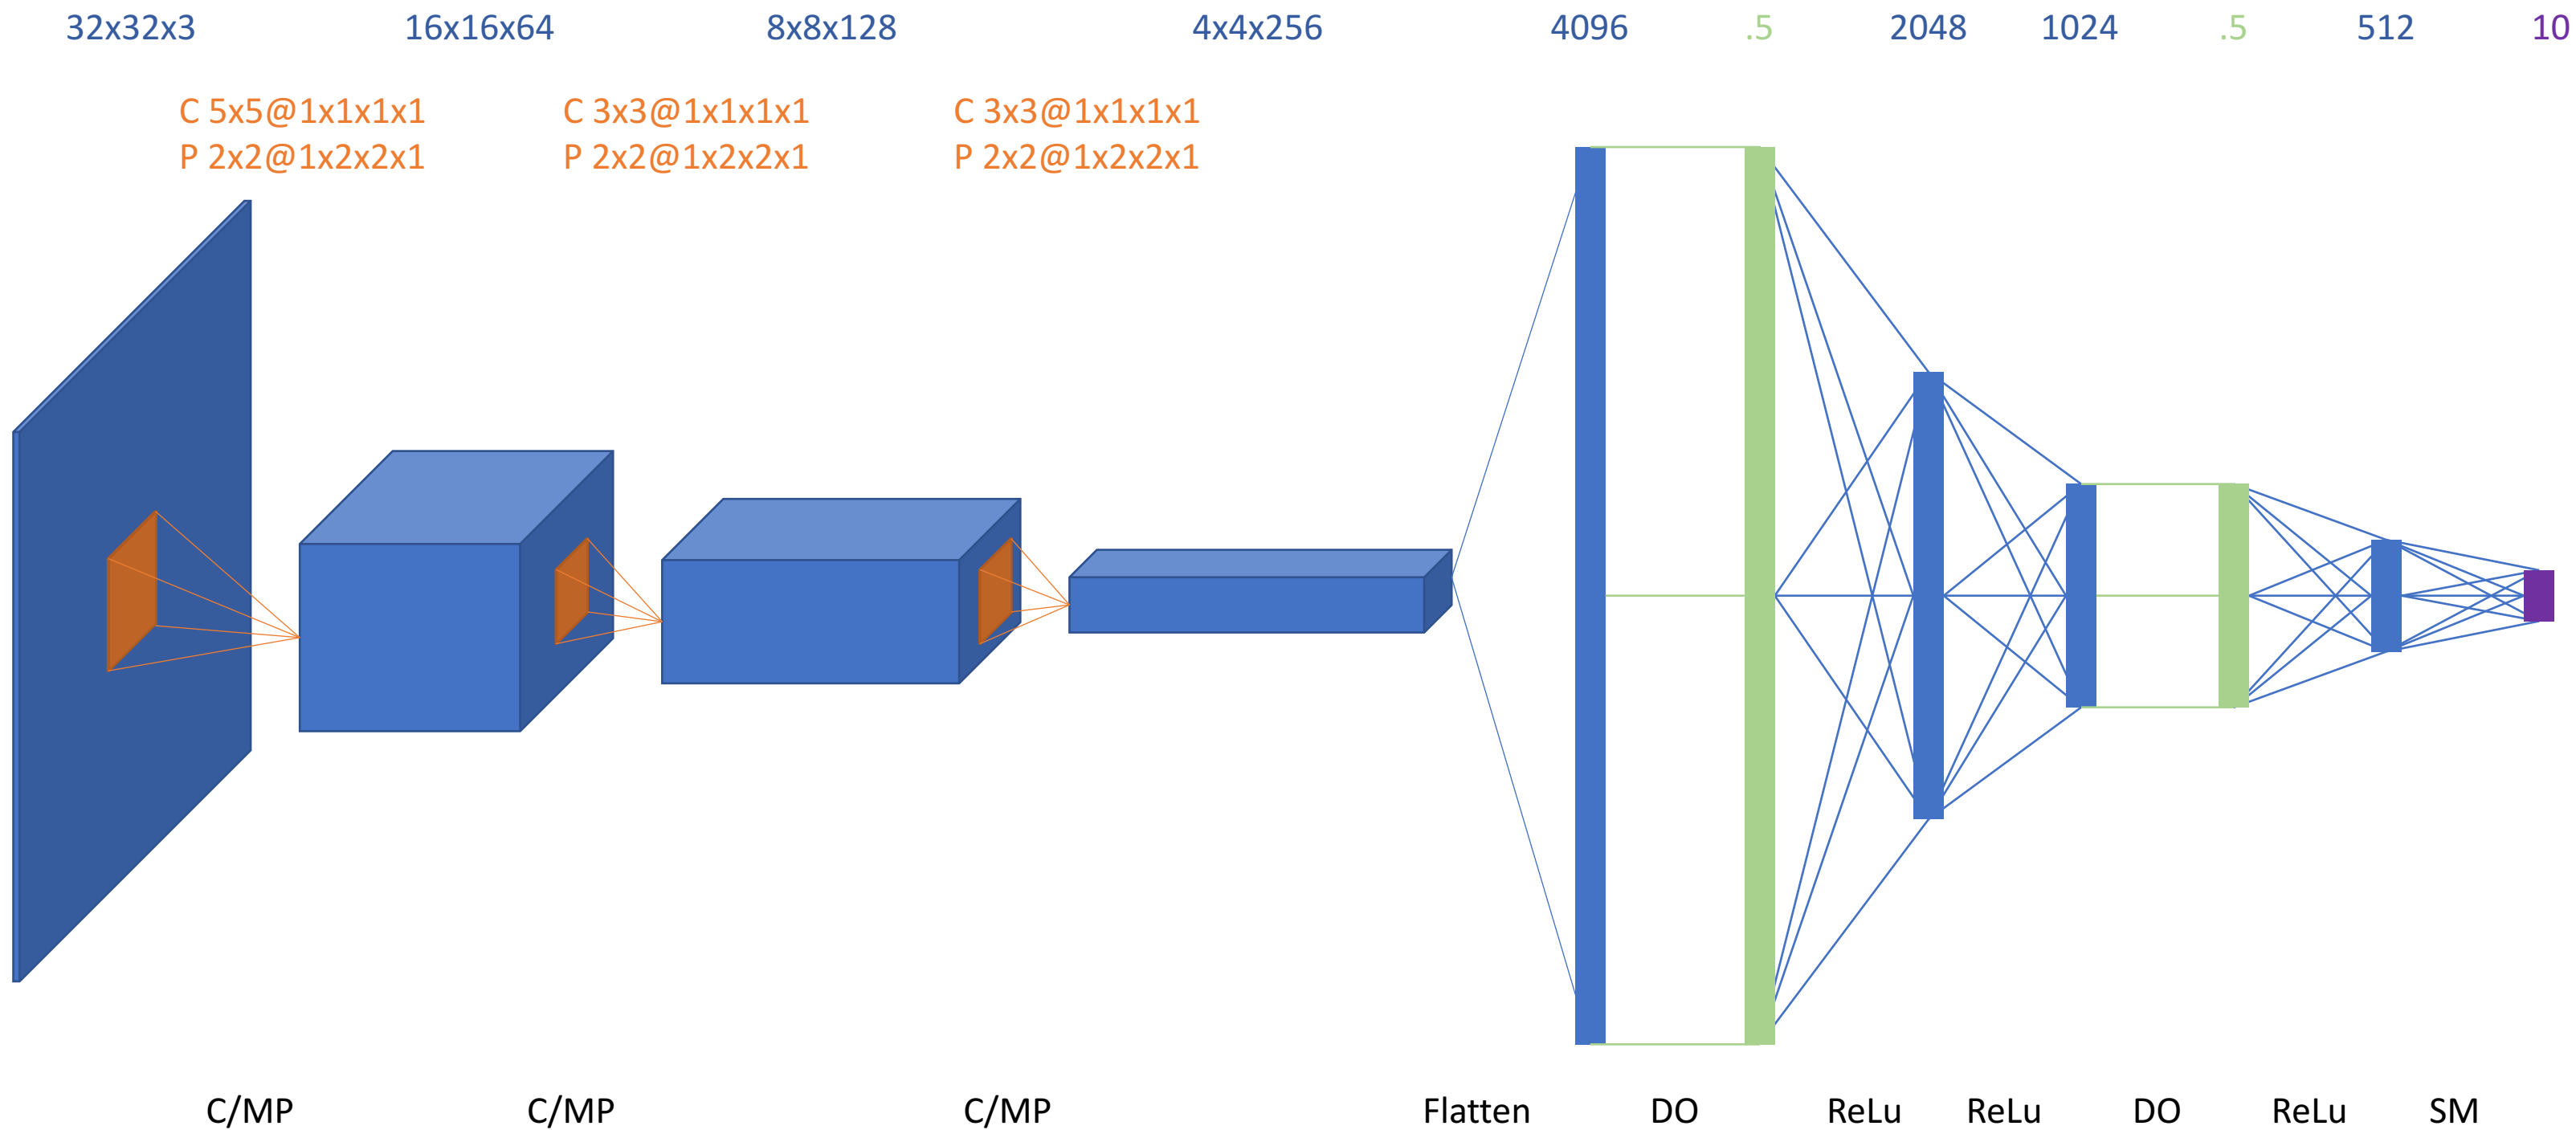 32x32x3 16x16x64 8x8x128 4x4x256 4096 .5 2048 1024 .5 512 10
C 5x5@1x1x1x1 C 3x3@1x1x1x1 C 3x3@1x1x1x1
P 2x2@1x2x2x1 P 2x2@1x2x2x1 P 2x2@1x2x2x1
C/MP C/MP C/MP Flatten DO ReLu ReLu DO ReLu SM